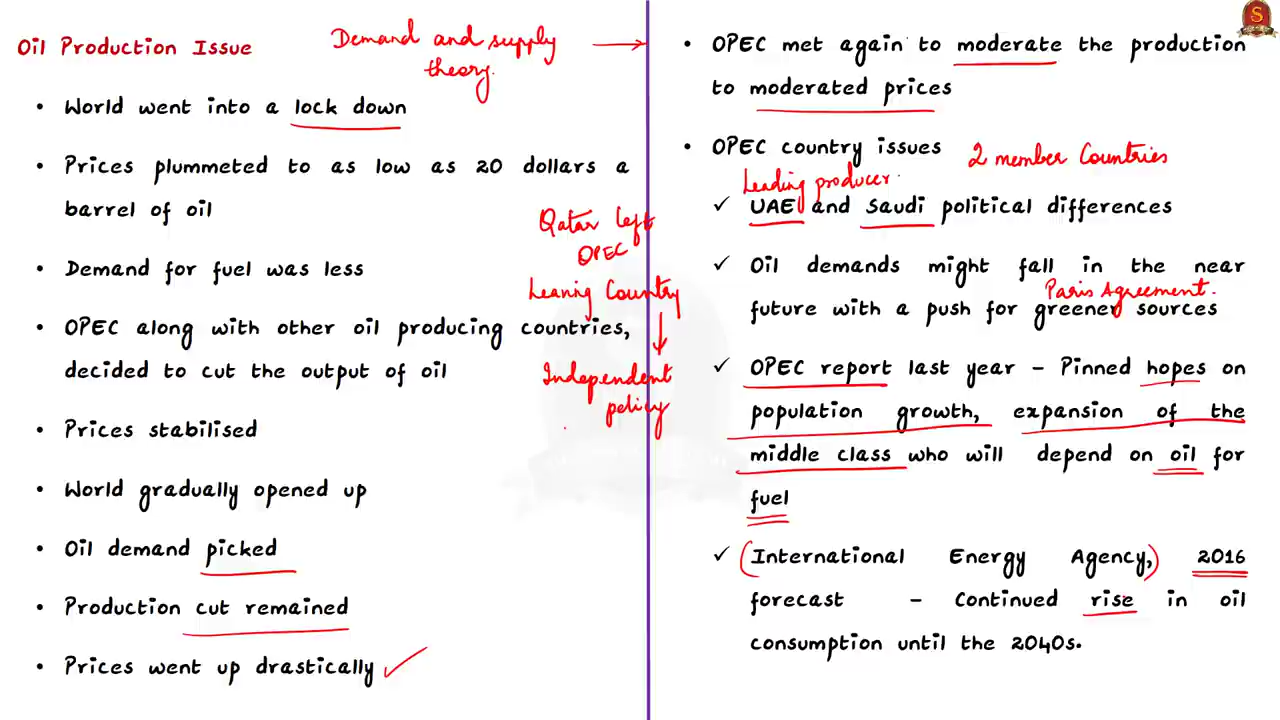 Oil Production Issue
Demand and supply
theory.
• World went into a lock down
• Prices plummeted to as low as 20 dollars a
barrel of oil
• Demand for fuel was less
• OPEC along with other oil producing countries,
decided to cut the output of oil
• Prices stabilised
• World gradually opened up
• Oil demand picked
• Production cut remained
• Prices went up drastically
Qatar left
OPEC
Leanig Country
Independent
policy
• OPEC met again to moderate the production
to moderated prices
• OPEC country issues
2 member Countries
Leading producer.
✓ UAE and Saudi political differences
✓ Oil demands might fall in the near
Paris Agreement.
future with a push for greener sources
✓ OPEC report last year – Pinned hopes on
population growth, expansion of the
middle class who will depend on oil for
fuel
✓ (International Energy Agency,) 2016
forecast – Continued rise in oil
consumption until the 2040s.
S